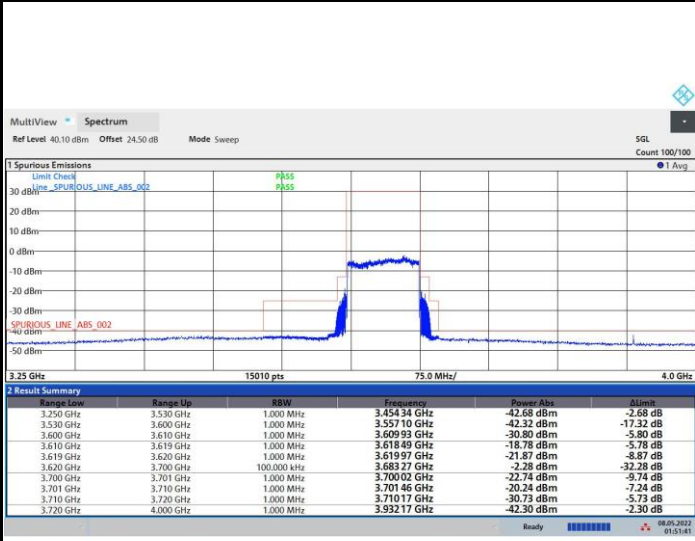 MultiView Spectrum
Ref Level 40.10 dBm Offset 24.50 dB Mode Sweep SGL
Count 100/100
1 Spurious Emissions 1 Avg
Limit Check PASS
Line _SPURIOUS_LINE_ABS_002 PASS
30 dBm
20 dBm
10 dBm
0 dBm
-10 dBm
-20 dBm
-30 dBm
SPURIOUS_LINE_ABS_002
-40 dBm
-50 dBm
3.25 GHz 15010 pts 75.0 MHz/ 4.0 GHz
2 Result Summary
Range Low Range Up RBW Frequency Power Abs ΔLimit
3.250 GHz 3.530 GHz 1.000 MHz 3.454 34 GHz -42.68 dBm -2.68 dB
3.530 GHz 3.600 GHz 1.000 MHz 3.557 10 GHz -42.32 dBm -17.32 dB
3.600 GHz 3.610 GHz 1.000 MHz 3.609 93 GHz -30.80 dBm -5.80 dB
3.610 GHz 3.619 GHz 1.000 MHz 3.618 49 GHz -18.78 dBm -5.78 dB
3.619 GHz 3.620 GHz 1.000 MHz 3.619 97 GHz -21.87 dBm -8.87 dB
3.620 GHz 3.700 GHz 100.000 kHz 3.683 27 GHz -2.28 dBm -32.28 dB
3.700 GHz 3.701 GHz 1.000 MHz 3.700 02 GHz -22.74 dBm -9.74 dB
3.701 GHz 3.710 GHz 1.000 MHz 3.701 46 GHz -20.24 dBm -7.24 dB
3.710 GHz 3.720 GHz 1.000 MHz 3.710 17 GHz -30.73 dBm -5.73 dB
3.720 GHz 4.000 GHz 1.000 MHz 3.932 17 GHz -42.30 dBm -2.30 dB
Ready 08.05.2022
01:51:41